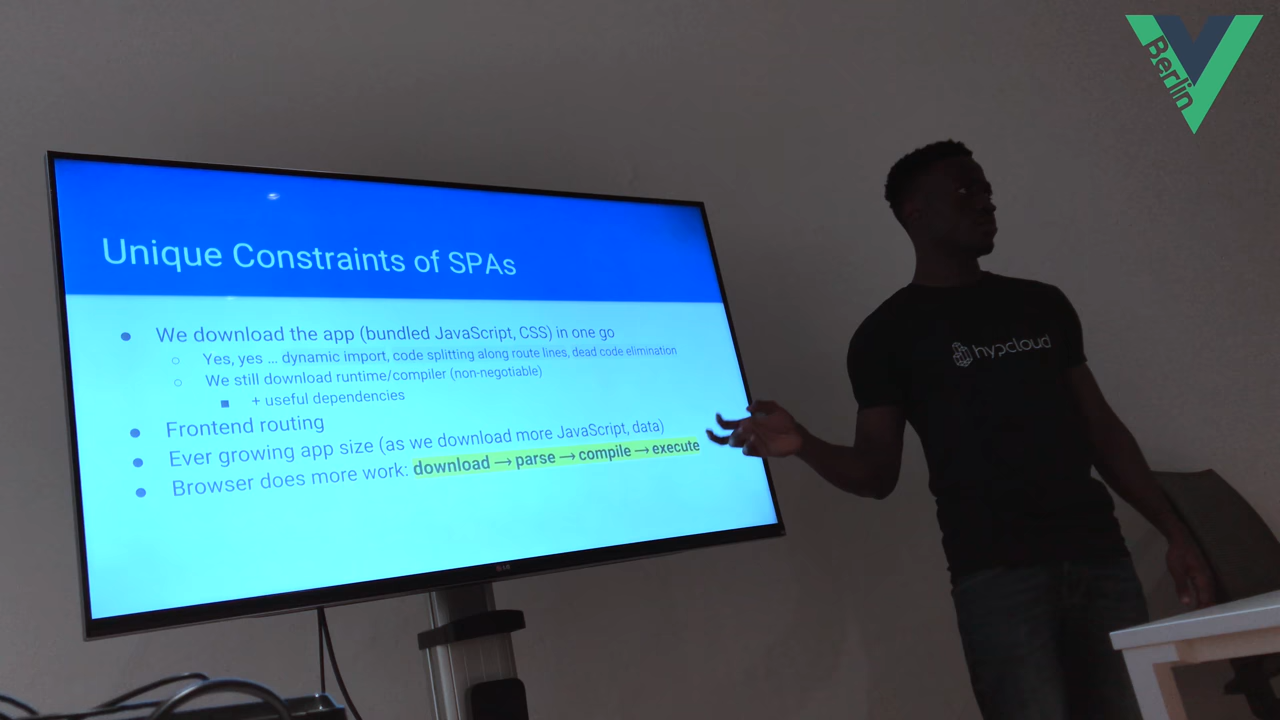 Berlin
Unique Constraints of SPAs
We download the app (bundled JavaScript, CSS) in one go
Yes, yes ... dynamic import, code splitting along route lines, dead code elimination
We still download runtime/compiler (non-negotiable)
+ useful dependencies
Frontend routing
Ever growing app size (as we download more JavaScript, data)
Browser does more work: download → parse → compile → execute
hypcloud